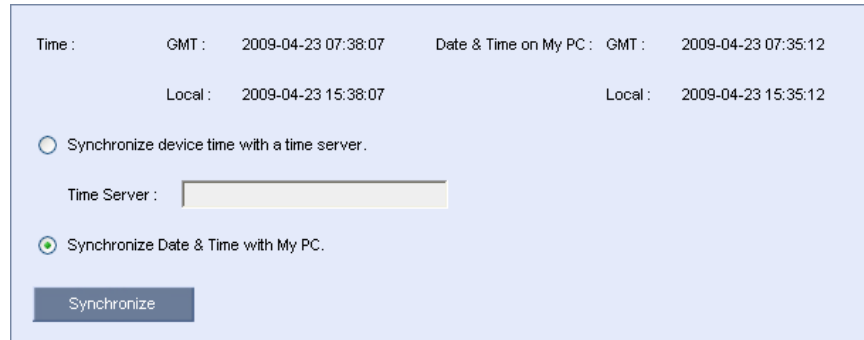 Time : GMT : 2009-04-23 07:38:07 Date & Time on My PC : GMT : 2009-04-23 07:35:12
Local : 2009-04-23 15:38:07 Local : 2009-04-23 15:35:12
Synchronize device time with a time server.
Time Server :
Synchronize Date & Time with My PC.
Synchronize